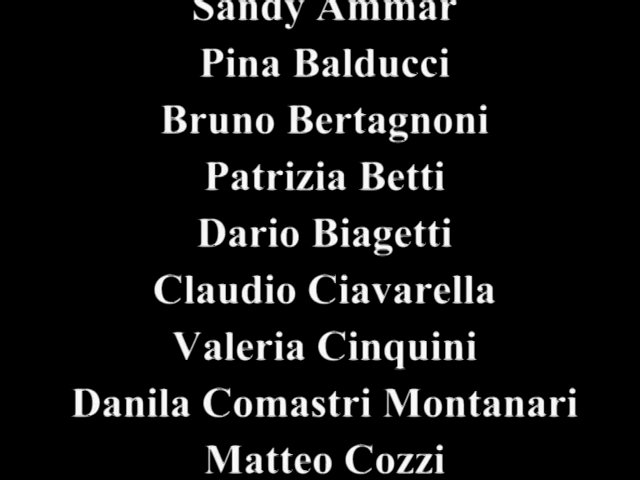 Sandy Ammar
Pina Balducci
Bruno Bertagnoni
Patrizia Betti
Dario Biagetti
Claudio Ciavarella
Valeria Cinquini
Danila Comastri Montanari
Matteo Cozzi